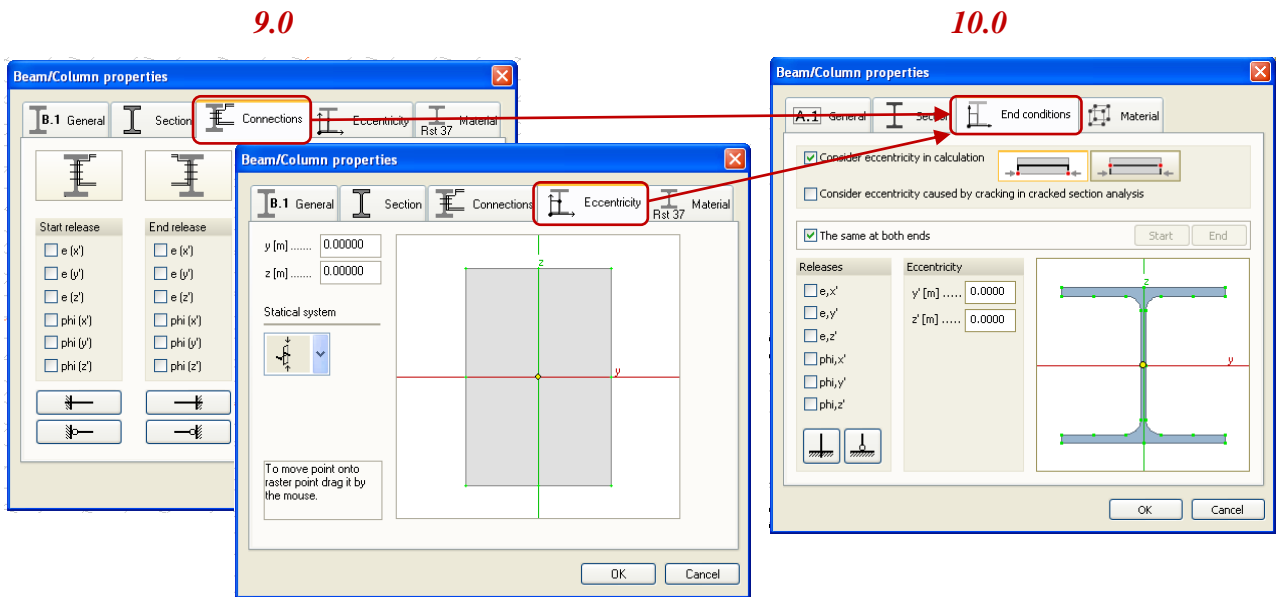 9.0
10.0
Beam/Column properties
B.1 General
Section
Connections
Eccentricity
Rst 37
Material
Start release
End release
e (x')
e (x')
e (y')
e (y')
e (z')
e (z')
phi (x')
phi (x')
phi (y')
phi (y')
phi (z')
phi (z')
Beam/Column properties
B.1 General
Section
Connections
Eccentricity
Rst 37
Material
y [m] ....... 0.00000
z [m] ....... 0.00000
Statical system
z
y
To move point onto
raster point drag it by
the mouse.
OK
Cancel
Beam/Column properties
A.1 General
Section
End conditions
Material
Consider eccentricity in calculation
Consider eccentricity caused by cracking in cracked section analysis
The same at both ends
Start
End
Releases
Eccentricity
e,x'
y' [m] ..... 0.0000
e,y'
z' [m] ..... 0.0000
e,z'
phi,x'
phi,y'
phi,z'
z
y
OK
Cancel